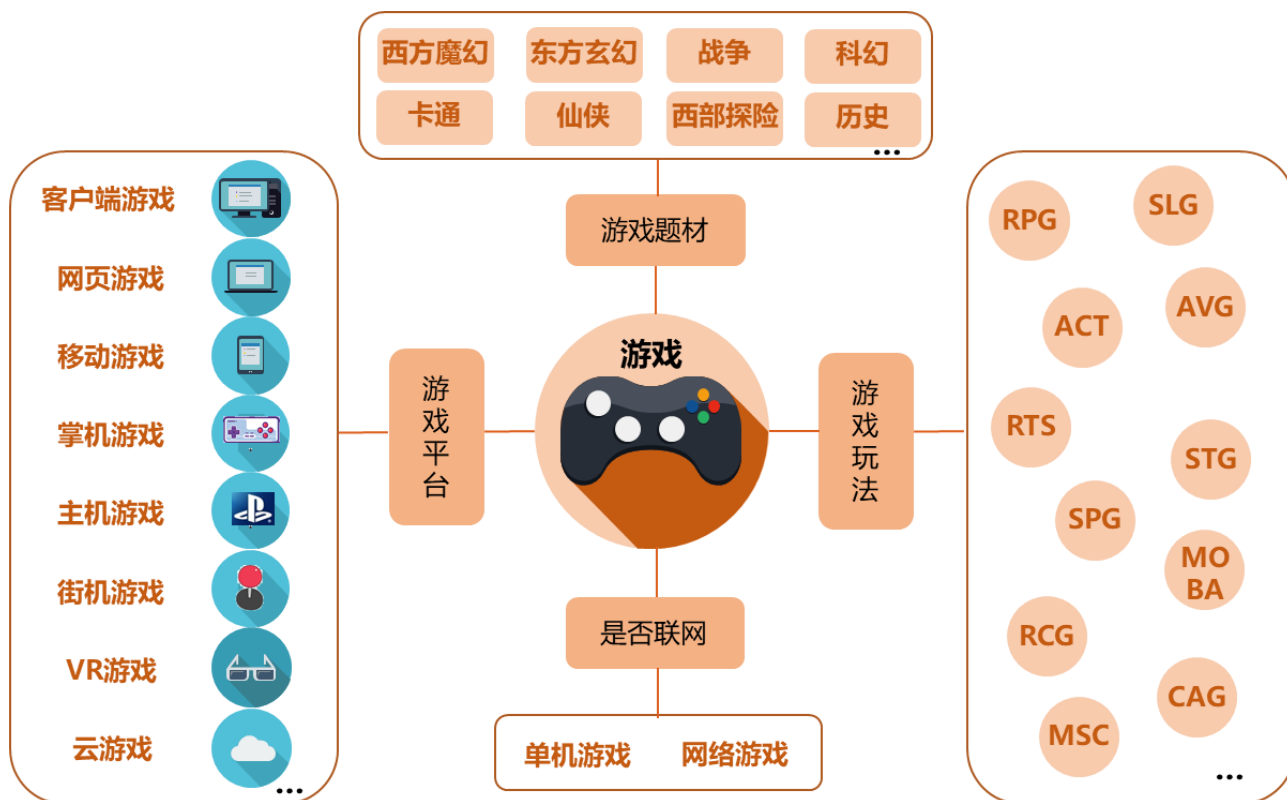 西方魔幻
东方玄幻
战争
科幻
卡通
仙侠
西部探险
历史
...
游戏题材
客户端游戏
网页游戏
移动游戏
掌机游戏
主机游戏
街机游戏
VR游戏
云游戏
...
游戏平台
游戏
游戏玩法
RPG
SLG
ACT
AVG
RTS
STG
SPG
MO
BA
RCG
CAG
MSC
...
是否联网
单机游戏
网络游戏